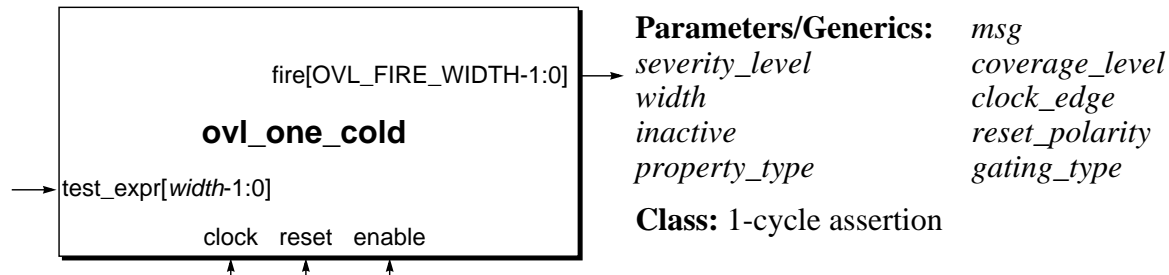 fire[OVL_FIRE_WIDTH-1:0]
ovl_one_cold
test_expr[width-1:0]
clock reset enable
Parameters/Generics: msg
severity_level coverage_level
width clock_edge
inactive reset_polarity
property_type gating_type
Class: 1-cycle assertion